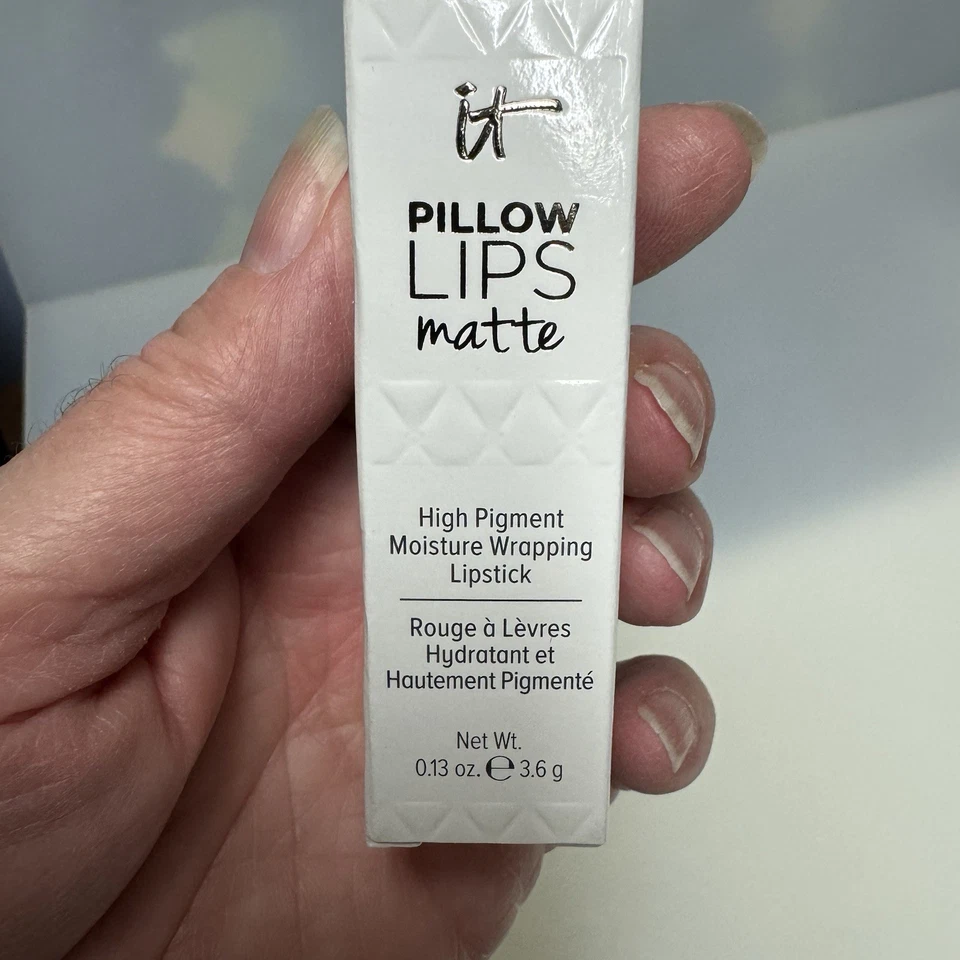 it
PILLOW
LIPS
matte
High Pigment
Moisture Wrapping
Lipstick
Rouge à Lèvres
Hydratant et
Hautement Pigmenté
Net Wt.
0.13 oz. ℮ 3.6 g